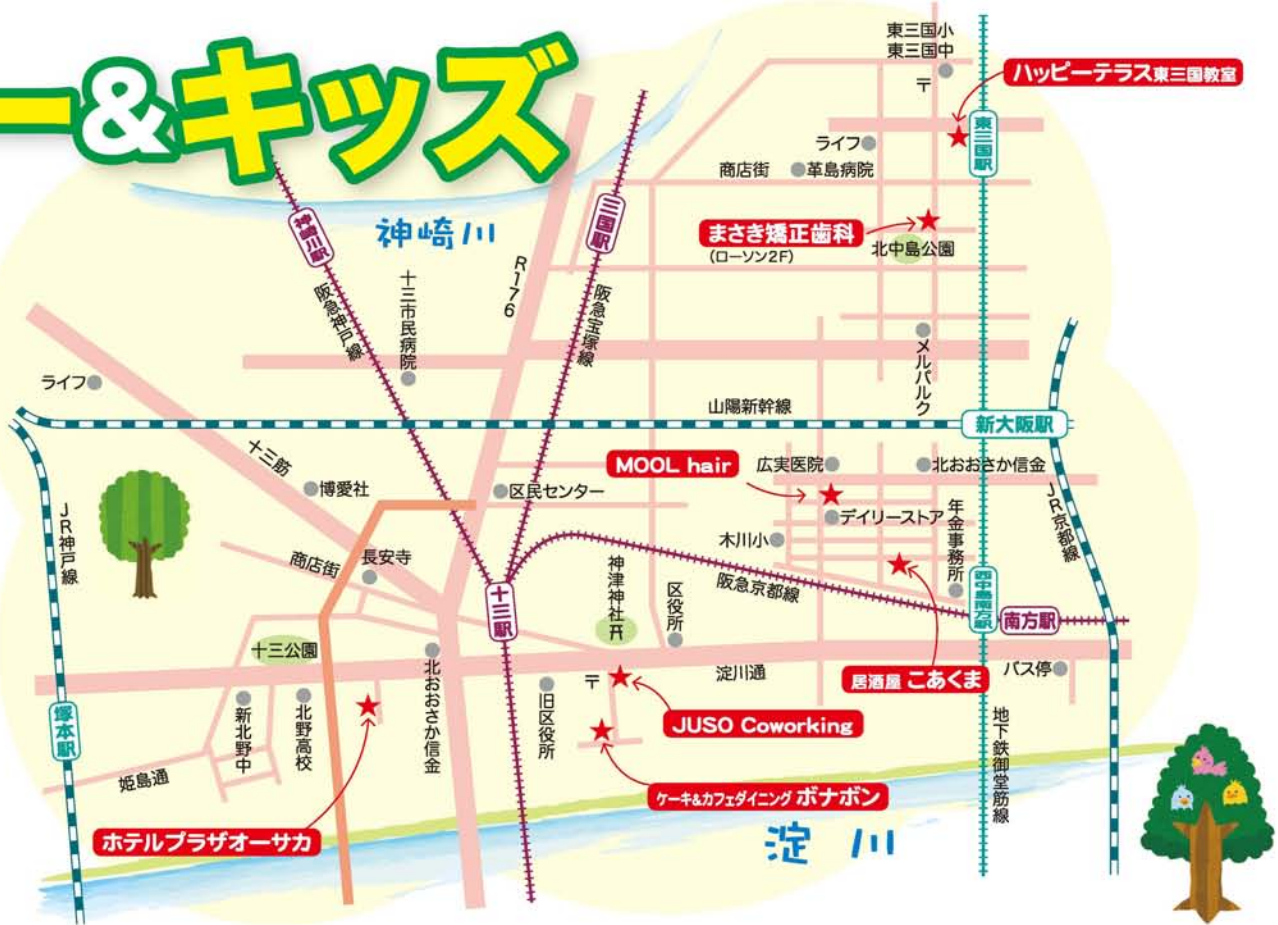 ー&キッズ
東三国小
東三国中
〒
ハッピーテラス東三国教室
東三国駅
ライフ
商店街
革島病院
神崎川駅
神崎川
三国駅
まさき矯正歯科
(ローソン2F)
北中島公園
R176
阪急神戸線
十三市民病院
阪急宝塚線
メルパルク
ライフ
山陽新幹線
新大阪駅
十三筋
MOOL hair
広実医院
北おおさか信金
博愛社
区民センター
デイリーストア
年金事務所
JR京都線
JR神戸線
木川小
商店街
長安寺
神津神社
区役所
阪急京都線
十三駅
西中島南方駅
南方駅
十三公園
北おおさか信金
〒
淀川通
居酒屋 こあくま
バス停
塚本駅
新北野中
北野高校
旧区役所
JUSO Coworking
地下鉄御堂筋線
姫島通
ケーキ&カフェダイニング ボナボン
ホテルプラザオーサカ
淀川